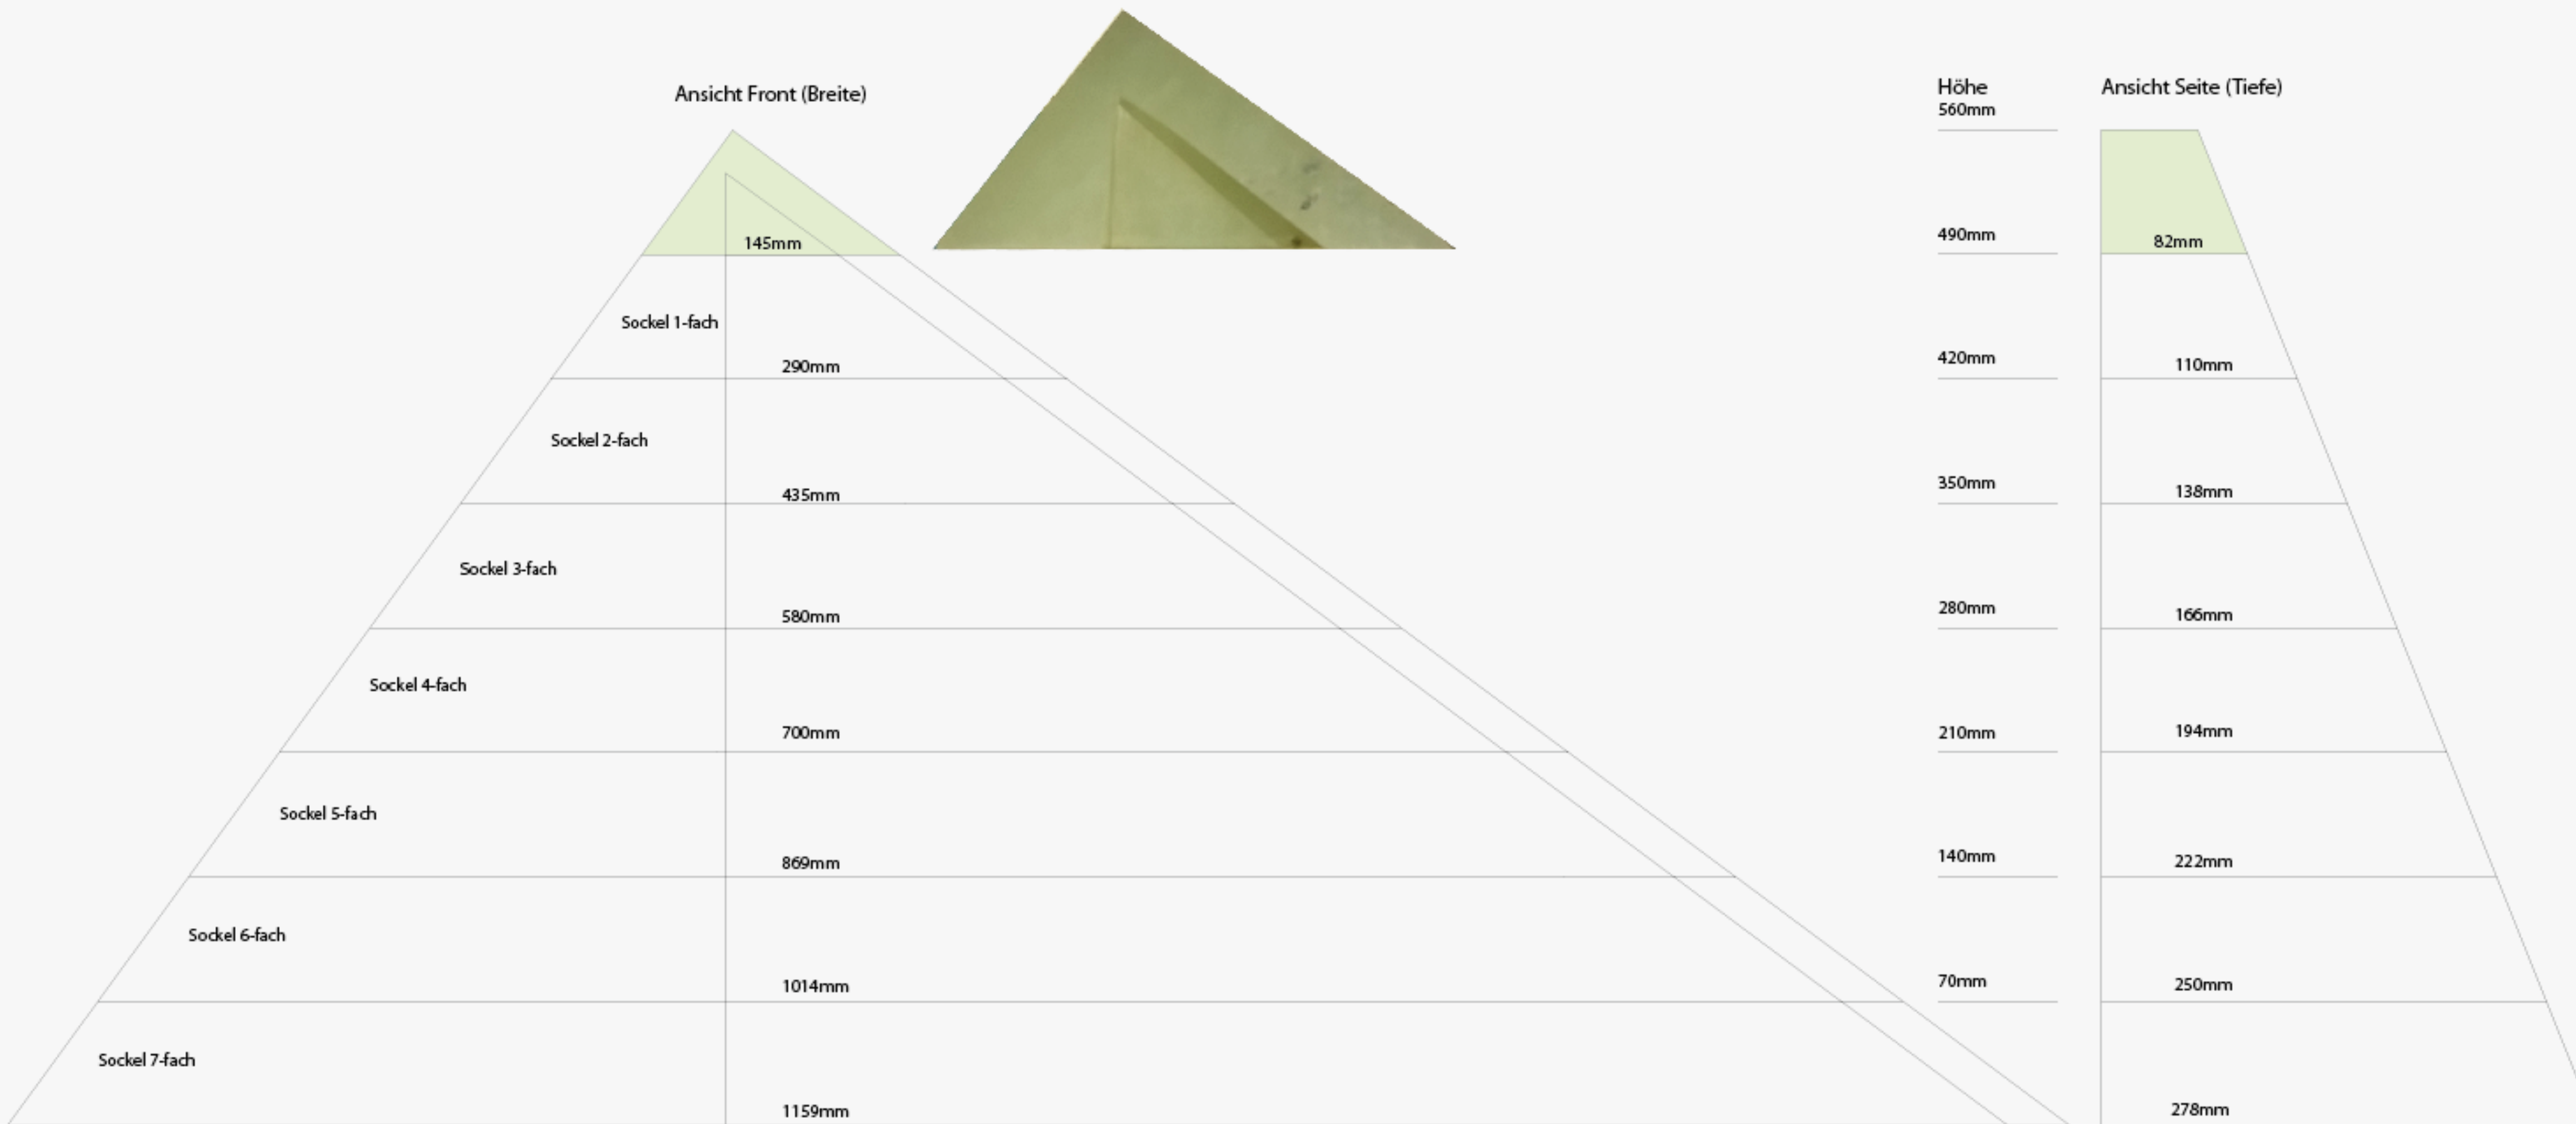 Ansicht Front (Breite)
145mm
Sockel 1-fach
290mm
Sockel 2-fach
435mm
Sockel 3-fach
580mm
Sockel 4-fach
700mm
Sockel 5-fach
869mm
Sockel 6-fach
1014mm
Sockel 7-fach
1159mm
Höhe
560mm
490mm
420mm
350mm
280mm
210mm
140mm
70mm
Ansicht Seite (Tiefe)
82mm
110mm
138mm
166mm
194mm
222mm
250mm
278mm